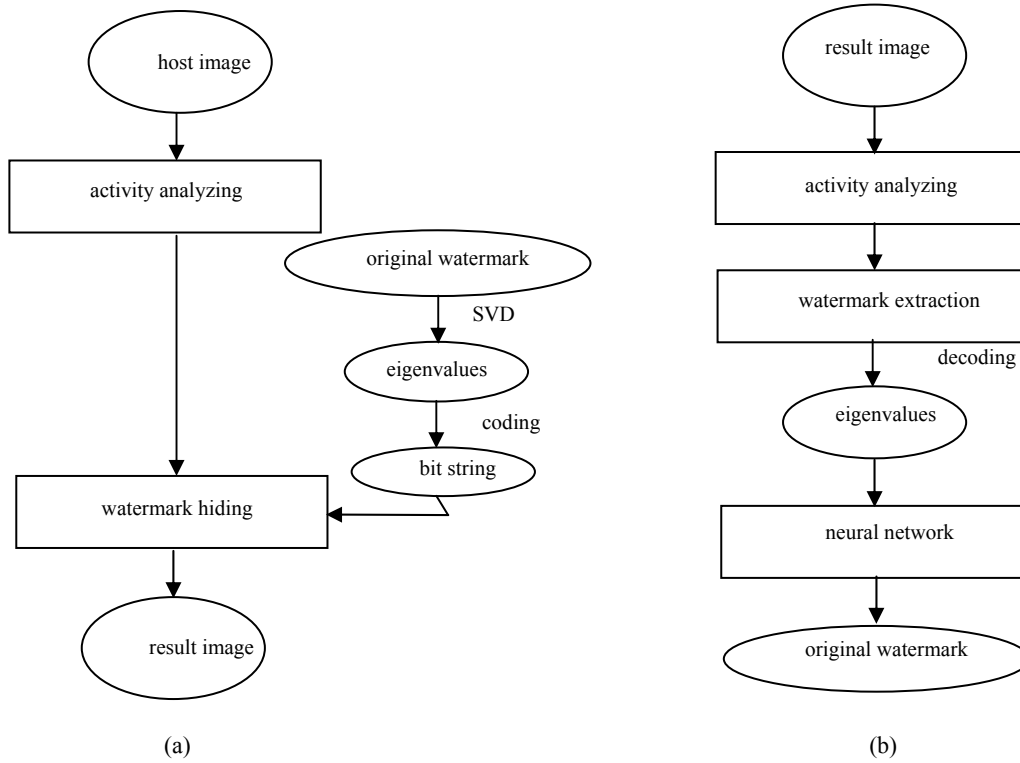 host image
activity analyzing
original watermark
SVD
eigenvalues
coding
bit string
watermark hiding
result image
(a)
result image
activity analyzing
watermark extraction
decoding
eigenvalues
neural network
original watermark
(b)